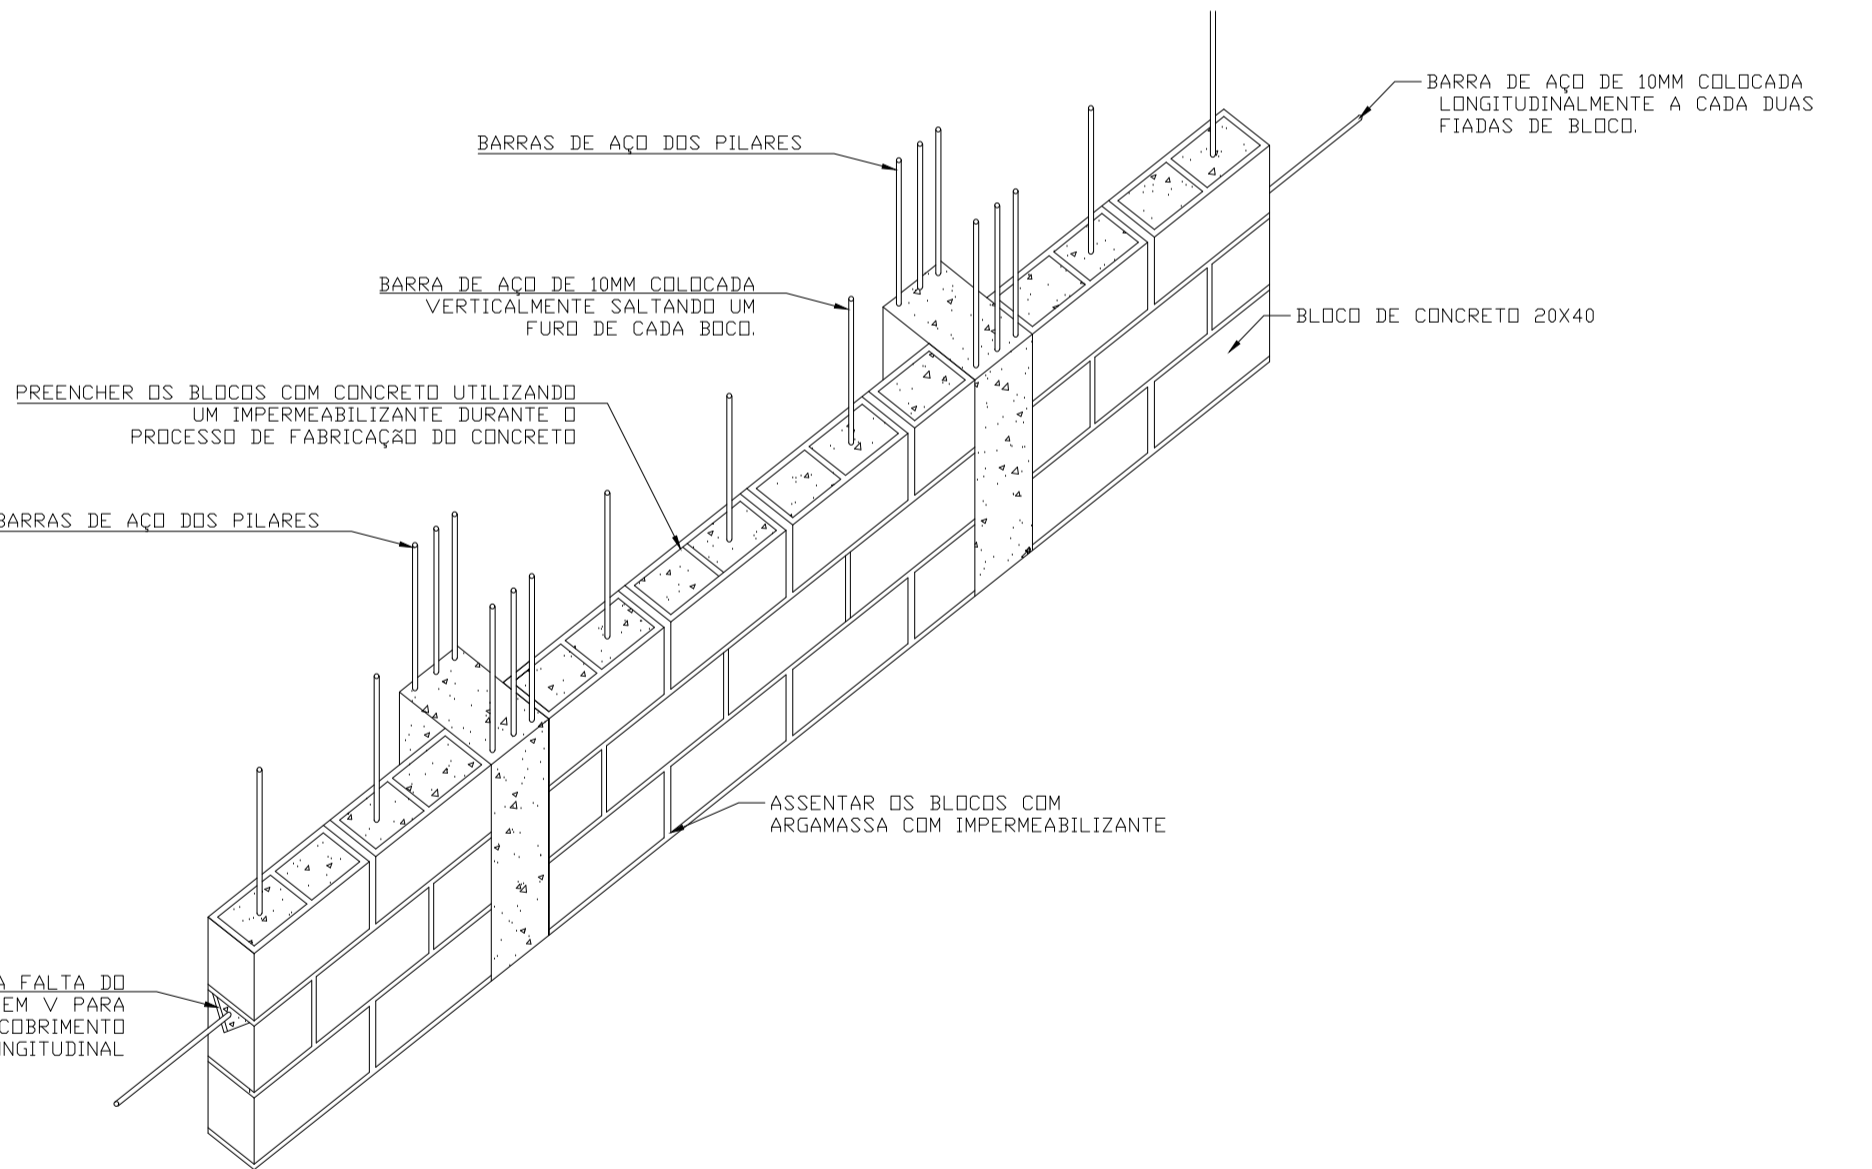 BARRA DE AÇO DE 10MM COLOCADA
LONGITUDINALMENTE A CADA DUAS
FIADAS DE BLOCO.
BARRAS DE AÇO DOS PILARES
BARRA DE AÇO DE 10MM COLOCADA
VERTICALMENTE SALTANDO UM
FURO DE CADA BOCO.
BLOCO DE CONCRETO 20X40
PREENCHER OS BLOCOS COM CONCRETO UTILIZANDO
UM IMPERMEABILIZANTE DURANTE O
PROCESSO DE FABRICAÇÃO DO CONCRETO
BARRAS DE AÇO DOS PILARES
ASSENTAR OS BLOCOS COM
ARGAMASSA COM IMPERMEABILIZANTE
A FALTA DO
EM V PARA
COBRIMENTO
NGITUDINAL